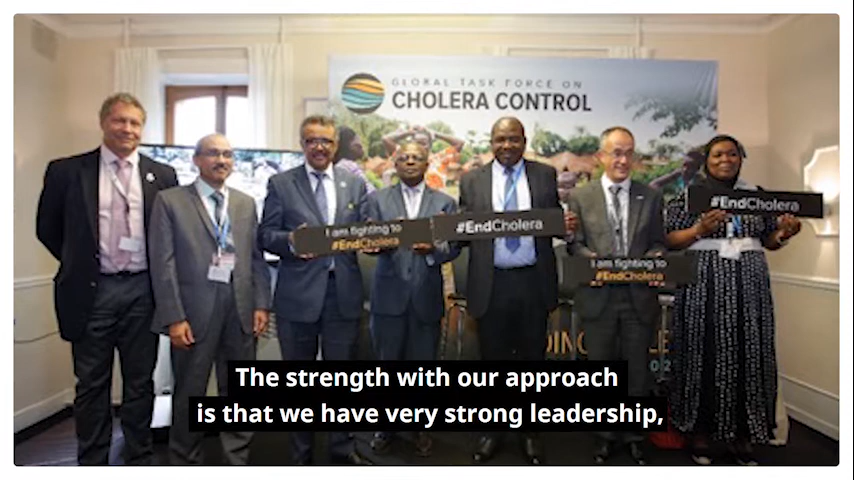 GLOBAL TASK FORCE ON
CHOLERA CONTROL
I am fighting to
#EndCholera
#EndCholera
I am fighting to
#EndCholera
#EndCholera
The strength with our approach
is that we have very strong leadership,